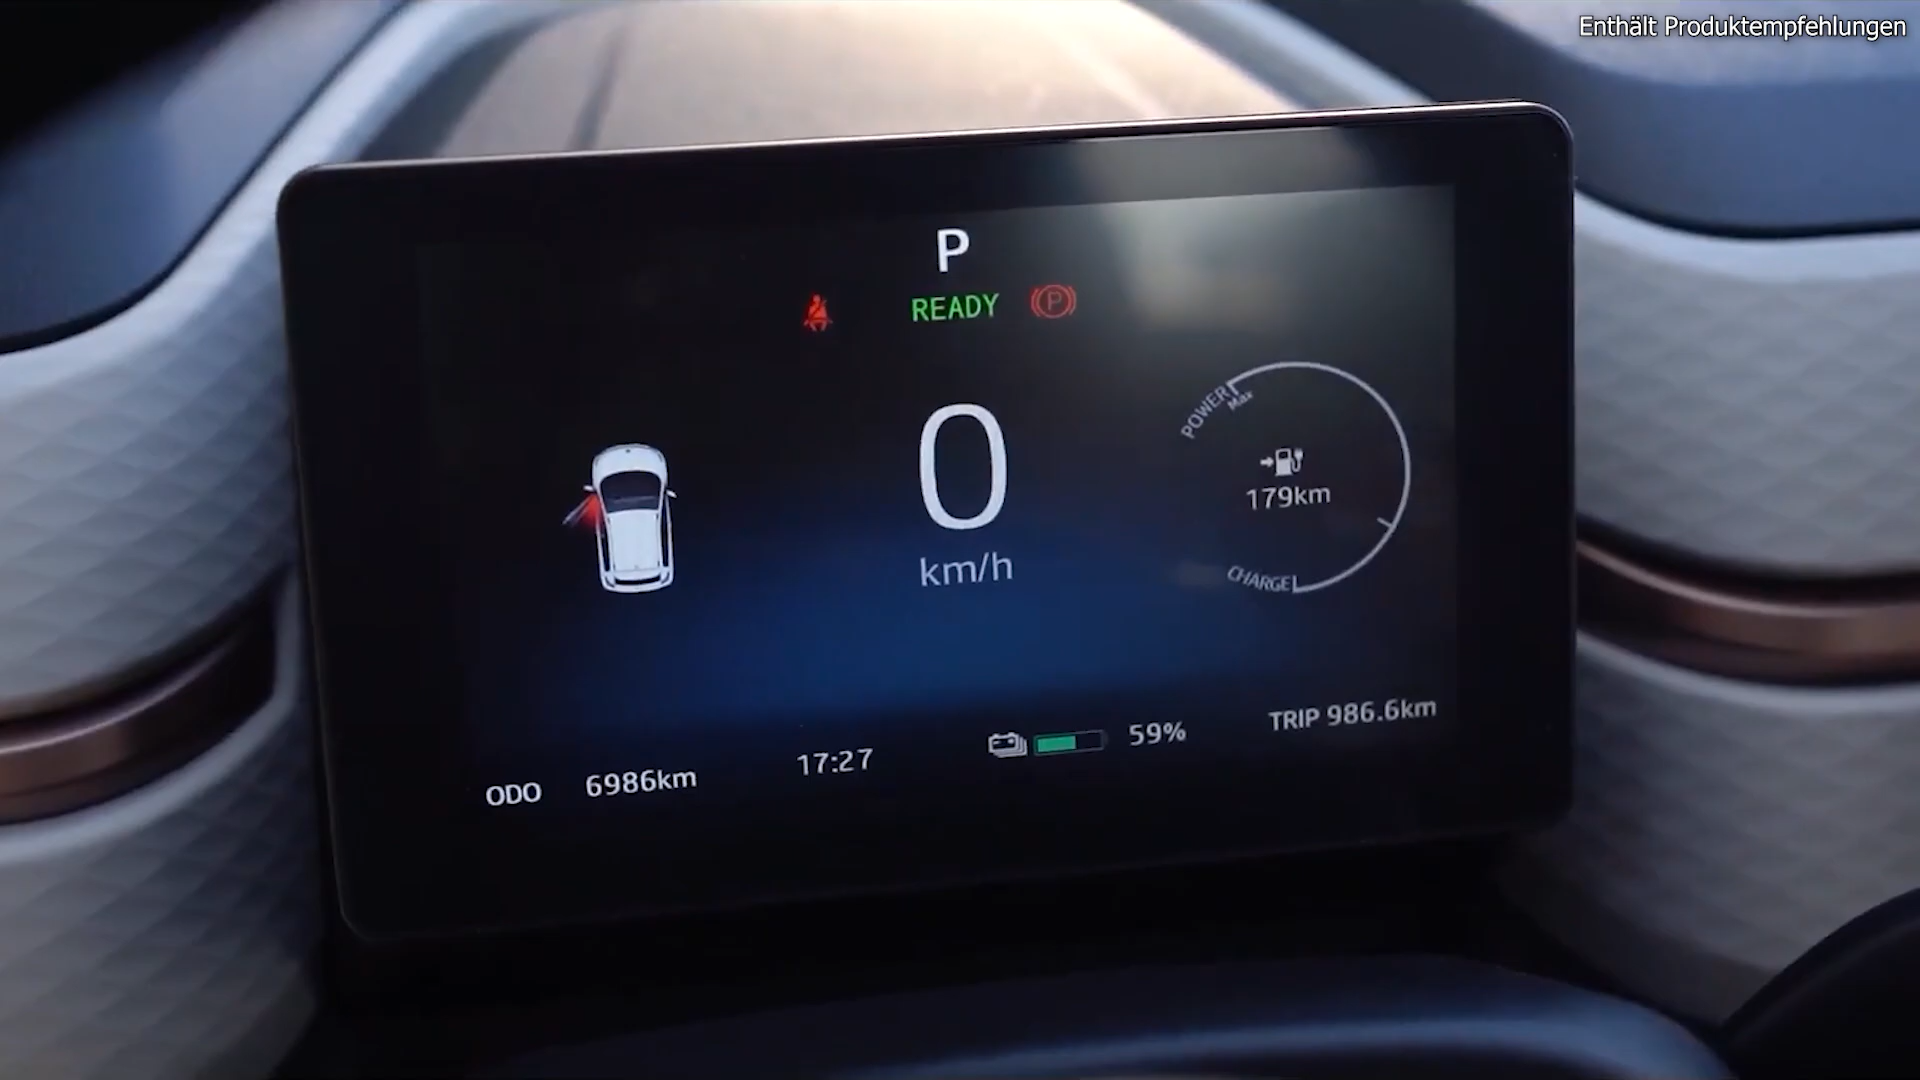 Enthält Produktempfehlungen
P
READY
P
0
km/h
POWER
Max
179km
CHARGE
ODO 6986km
17:27
59%
TRIP 986.6km